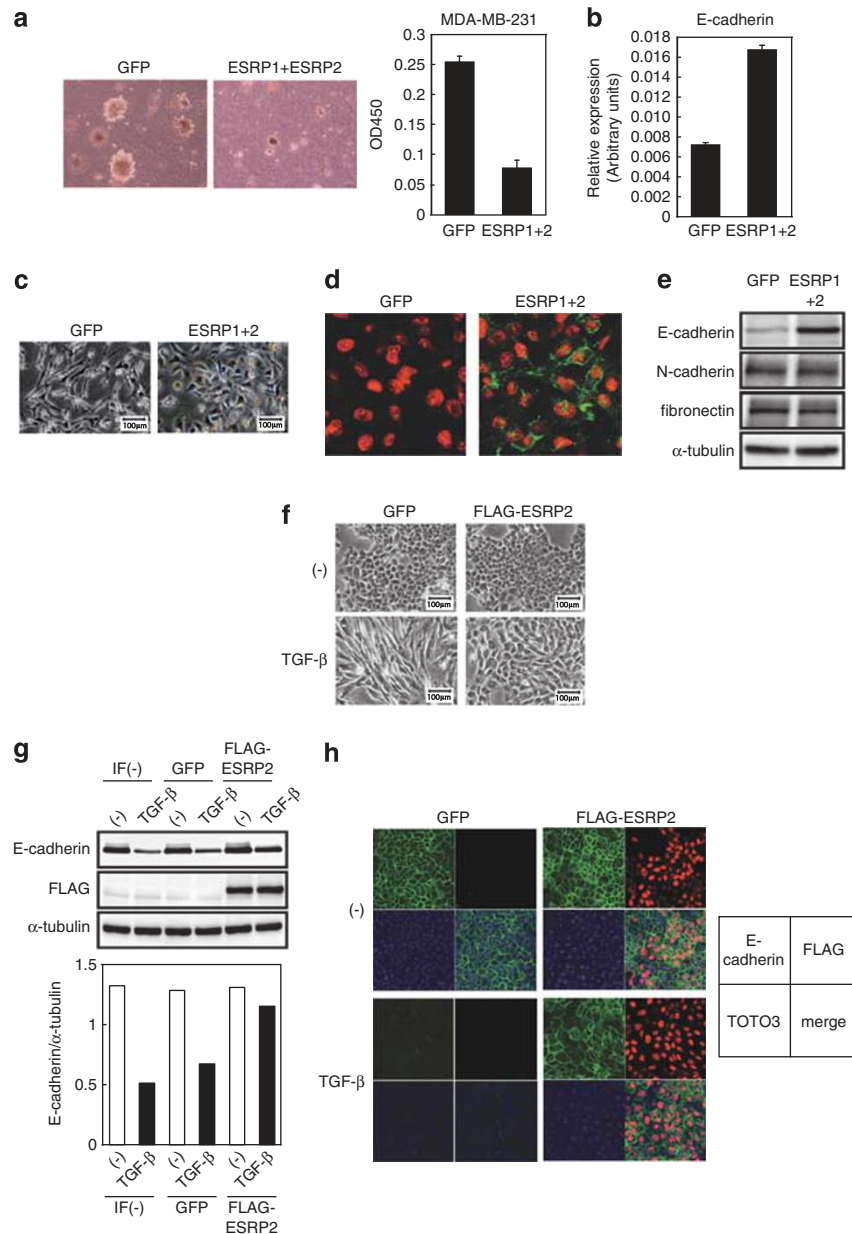 a
GFP
ESRP1+ESRP2
MDA-MB-231
OD450
0.3
0.25
0.2
0.15
0.1
0.05
0
GFP ESRP1+2
b
E-cadherin
Relative expression
(Arbitrary units)
0.018
0.016
0.014
0.012
0.010
0.008
0.006
0.004
0.002
0
GFP ESRP1+2
c
GFP
ESRP1+2
100μm
100μm
d
GFP
ESRP1+2
e
GFP ESRP1
+2
E-cadherin
N-cadherin
fibronectin
α-tubulin
f
GFP
FLAG-ESRP2
(-)
100μm
100μm
TGF-β
100μm
100μm
g
IF(-)
GFP
FLAG-
ESRP2
(-) TGF-β (-) TGF-β (-) TGF-β
E-cadherin
FLAG
α-tubulin
E-cadherin/α-tubulin
1.5
1
0.5
0
(-) TGF-β (-) TGF-β (-) TGF-β
IF(-)
GFP
FLAG-
ESRP2
h
GFP
FLAG-ESRP2
(-)
TGF-β
E-
cadherin
FLAG
TOTO3
merge